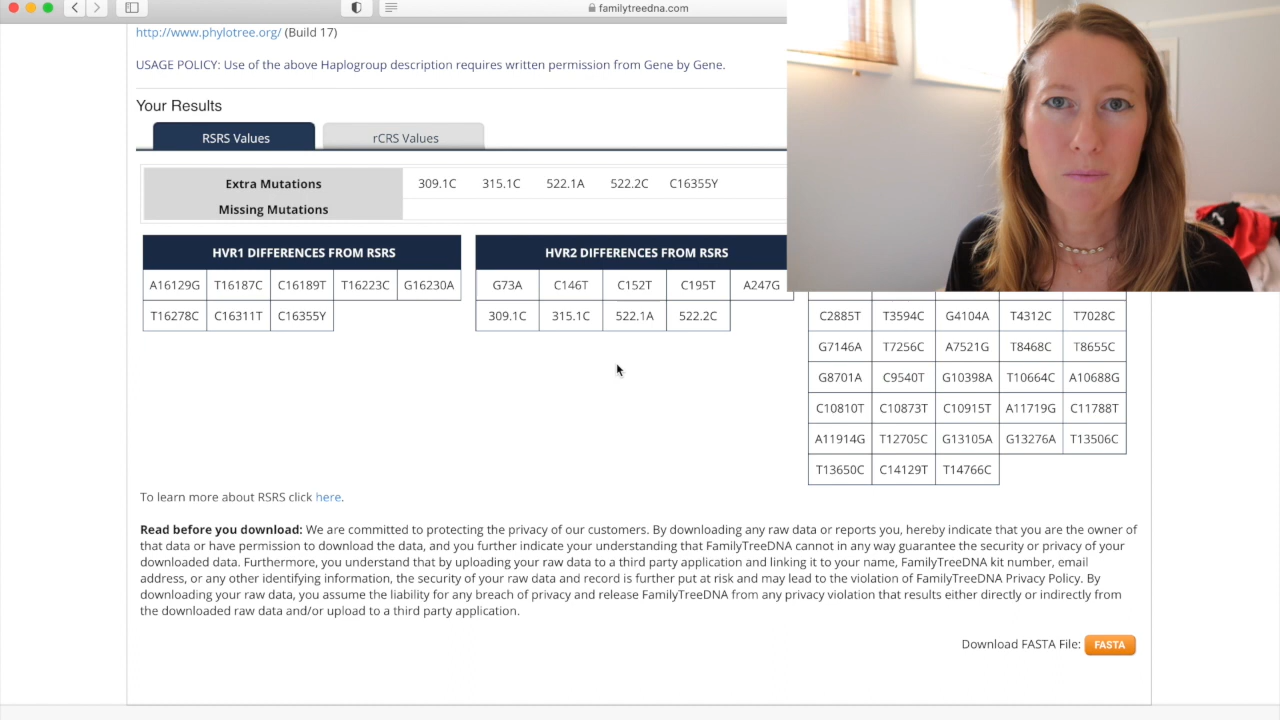 familytreedna.com
http://www.phylotree.org/ (Build 17)
USAGE POLICY: Use of the above Haplogroup description requires written permission from Gene by Gene.
Your Results
RSRS Values
rCRS Values
Extra Mutations 309.1C 315.1C 522.1A 522.2C C16355Y
Missing Mutations
HVR1 DIFFERENCES FROM RSRS
A16129G T16187C C16189T T16223C G16230A
T16278C C16311T C16355Y
HVR2 DIFFERENCES FROM RSRS
G73A C146T C152T C195T A247G
309.1C 315.1C 522.1A 522.2C
C2885T T3594C G4104A T4312C T7028C
G7146A T7256C A7521G T8468C T8655C
G8701A C9540T G10398A T10664C A10688G
C10810T C10873T C10915T A11719G C11788T
A11914G T12705C G13105A G13276A T13506C
T13650C C14129T T14766C
To learn more about RSRS click here.
Read before you download: We are committed to protecting the privacy of our customers. By downloading any raw data or reports you, hereby indicate that you are the owner of
that data or have permission to download the data, and you further indicate your understanding that FamilyTreeDNA cannot in any way guarantee the security or privacy of your
downloaded data. Furthermore, you understand that by uploading your raw data to a third party application and linking it to your name, FamilyTreeDNA kit number, email
address, or any other identifying information, the security of your raw data and record is further put at risk and may lead to the violation of FamilyTreeDNA Privacy Policy. By
downloading your raw data, you assume the liability for any breach of privacy and release FamilyTreeDNA from any privacy violation that results either directly or indirectly from
the downloaded raw data and/or upload to a third party application.
Download FASTA File: FASTA